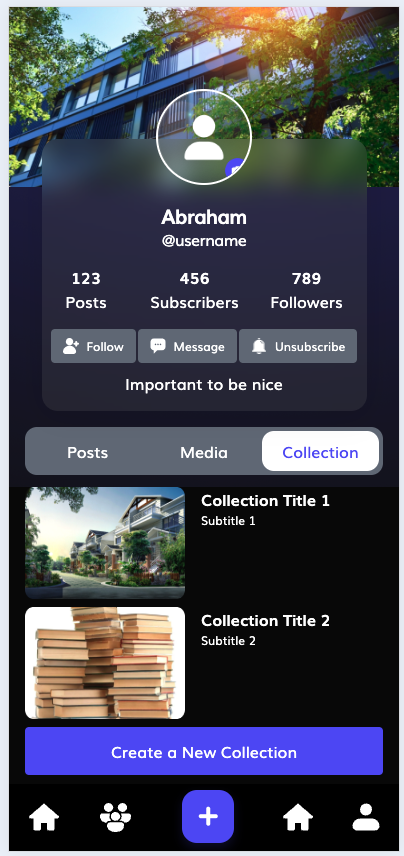 Abraham
@username
123 456 789
Posts Subscribers Followers
Follow Message Unsubscribe
Important to be nice
Posts Media Collection
Collection Title 1
Subtitle 1
Collection Title 2
Subtitle 2
Create a New Collection